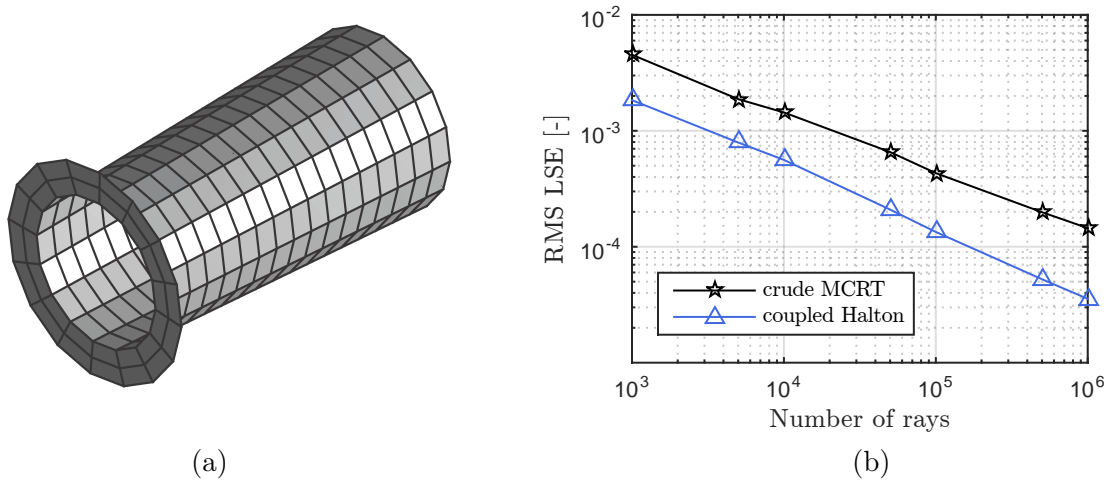 10^-2
10^-3
10^-4
RMS LSE [-]
crude MCRT
coupled Halton
10^3 10^4 10^5 10^6
Number of rays
(a) (b)